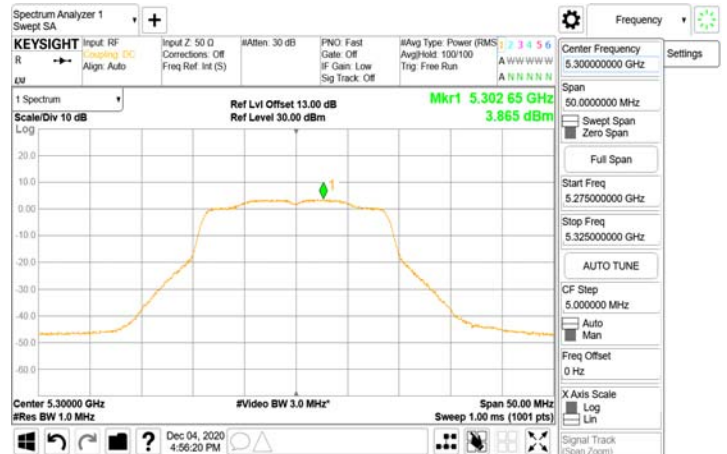 Spectrum Analyzer 1
Swept SA
+
Frequency
KEYSIGHT
R
Input: RF
Coupling: DC
Align: Auto
Input Z: 50 Ω
Corrections: Off
Freq Ref: Int (S)
#Atten: 30 dB
PNO: Fast
Gate: Off
IF Gain: Low
Sig Track: Off
#Avg Type: Power (RMS
Avg|Hold: 100/100
Trig: Free Run
1 2 3 4 5 6
A W W W W W
A N N N N N
1 Spectrum
Scale/Div 10 dB
Log
Ref Lvl Offset 13.00 dB
Ref Level 30.00 dBm
Mkr1 5.302 65 GHz
3.865 dBm
20.0
10.0
0.00
-10.0
-20.0
-30.0
-40.0
-50.0
-60.0
1
Center 5.30000 GHz
#Res BW 1.0 MHz
#Video BW 3.0 MHz*
Span 50.00 MHz
Sweep 1.00 ms (1001 pts)
?
Dec 04, 2020
4:56:20 PM
Center Frequency
5.300000000 GHz
Settings
Span
50.0000000 MHz
Swept Span
Zero Span
Full Span
Start Freq
5.275000000 GHz
Stop Freq
5.325000000 GHz
AUTO TUNE
CF Step
5.000000 MHz
Auto
Man
Freq Offset
0 Hz
X Axis Scale
Log
Lin
Signal Track
(Span Zoom)